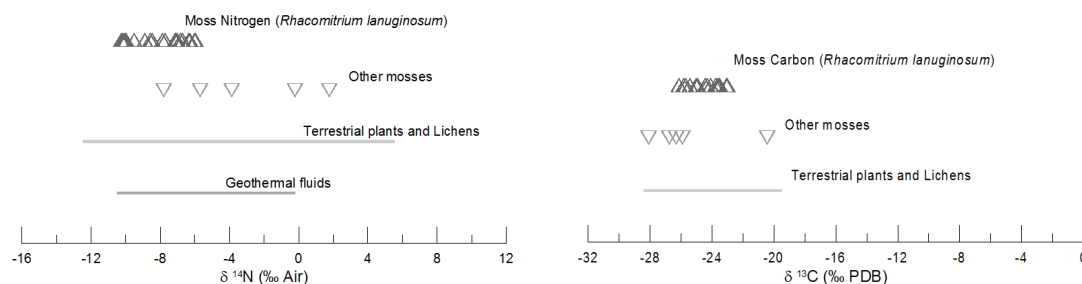 Moss Nitrogen (Rhacomitrium lanuginosum)
Other mosses
Terrestrial plants and Lichens
Geothermal fluids
-16 -12 -8 -4 0 4 8 12
δ ¹⁴N (‰ Air)
Moss Carbon (Rhacomitrium lanuginosum)
Other mosses
Terrestrial plants and Lichens
-32 -28 -24 -20 -16 -12 -8 -4 0
δ ¹³C (‰ PDB)